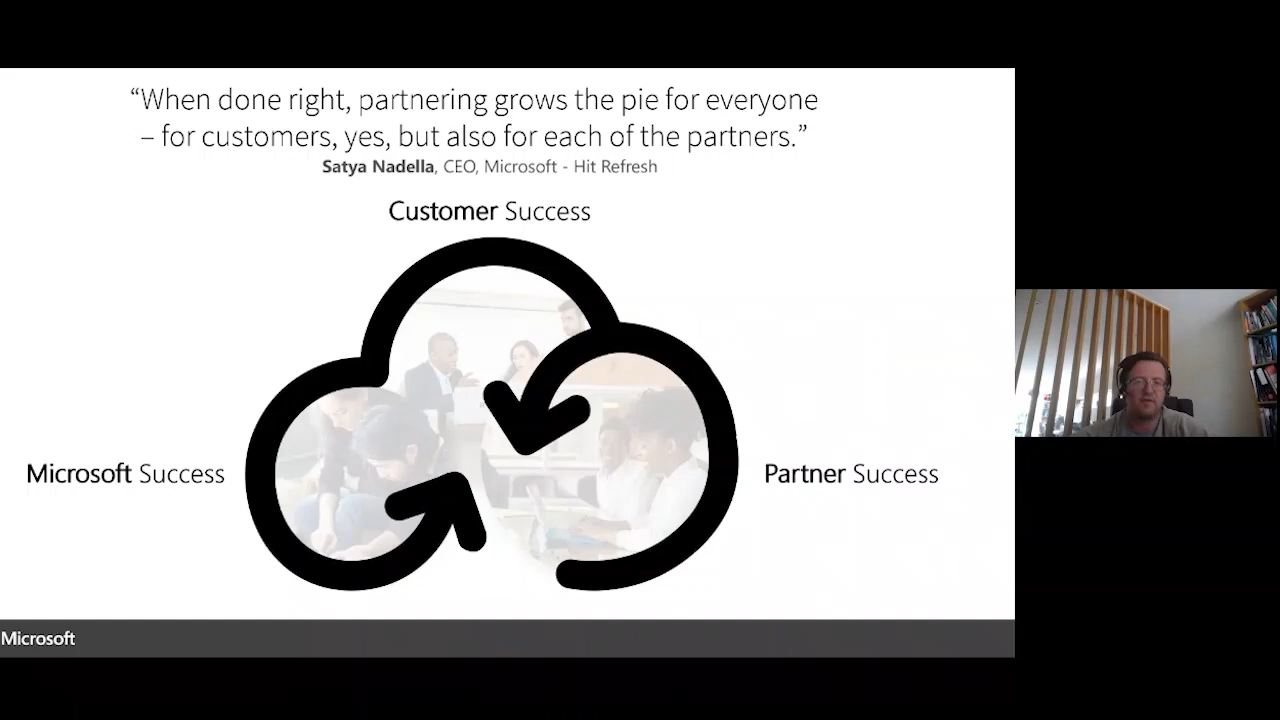 “When done right, partnering grows the pie for everyone
– for customers, yes, but also for each of the partners.”
Satya Nadella, CEO, Microsoft - Hit Refresh
Customer Success
Microsoft Success
Partner Success
Microsoft